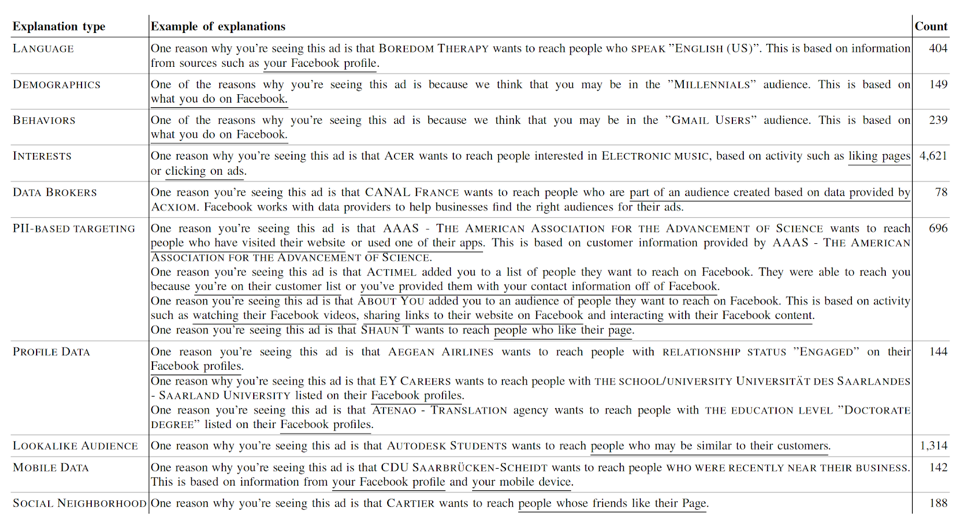 Explanation type Example of explanations Count
LANGUAGE One reason why you're seeing this ad is that BOREDOM THERAPY wants to reach people who SPEAK "ENGLISH (US)". This is based on information 404
from sources such as your Facebook profile.
DEMOGRAPHICS One of the reasons why you're seeing this ad is because we think that you may be in the "MILLENNIALS" audience. This is based on 149
what you do on Facebook.
BEHAVIORS One of the reasons why you're seeing this ad is because we think that you may be in the "GMAIL USERS" audience. This is based on 239
what you do on Facebook.
INTERESTS One reason why you're seeing this ad is that ACER wants to reach people interested in ELECTRONIC MUSIC, based on activity such as liking pages 4,621
or clicking on ads.
DATA BROKERS One reason you're seeing this ad is that CANAL FRANCE wants to reach people who are part of an audience created based on data provided by 78
ACXIOM. Facebook works with data providers to help businesses find the right audiences for their ads.
PII-BASED TARGETING One reason you're seeing this ad is that AAAS - THE AMERICAN ASSOCIATION FOR THE ADVANCEMENT OF SCIENCE wants to reach 696
people who have visited their website or used one of their apps. This is based on customer information provided by AAAS - THE AMERICAN
ASSOCIATION FOR THE ADVANCEMENT OF SCIENCE.
One reason you're seeing this ad is that ACTIMEL added you to a list of people they want to reach on Facebook. They were able to reach you
because you're on their customer list or you've provided them with your contact information off of Facebook.
One reason you're seeing this ad is that ABOUT YOU added you to an audience of people they want to reach on Facebook. This is based on activity
such as watching their Facebook videos, sharing links to their website on Facebook and interacting with their Facebook content.
One reason you're seeing this ad is that SHAUN T wants to reach people who like their page.
PROFILE DATA One reason why you're seeing this ad is that AEGEAN AIRLINES wants to reach people with RELATIONSHIP STATUS "ENGAGED" on their 144
Facebook profiles.
One reason why you're seeing this ad is that EY CAREERS wants to reach people with THE SCHOOL/UNIVERSITY UNIVERSITÄT DES SAARLANDES
- SAARLAND UNIVERSITY listed on their Facebook profiles.
One reason you're seeing this ad is that ATENAO - TRANSLATION agency wants to reach people with THE EDUCATION LEVEL "DOCTORATE
DEGREE" listed on their Facebook profiles.
LOOKALIKE AUDIENCE One reason why you're seeing this ad is that AUTODESK STUDENTS wants to reach people who may be similar to their customers. 1,314
MOBILE DATA One reason why you're seeing this ad is that CDU SAARBRÜCKEN-SCHEIDT wants to reach people WHO WERE RECENTLY NEAR THEIR BUSINESS. 142
This is based on information from your Facebook profile and your mobile device.
SOCIAL NEIGHBORHOOD One reason why you're seeing this ad is that CARTIER wants to reach people whose friends like their Page. 188